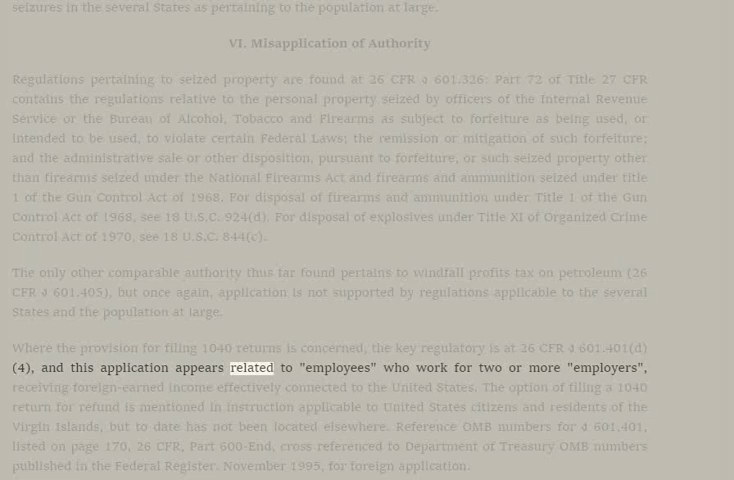 seizures in the several States as pertaining to the population at large.
VI. Misapplication of Authority
Regulations pertaining to seized property are found at 26 CFR ¢ 601.326: Part 72 of Title 27 CFR
contains the regulations relative to the personal property seized by officers of the Internal Revenue
Service or the Bureau of Alcohol, Tobacco and Firearms as subject to forfeiture as being used, or
intended to be used, to violate certain Federal Laws; the remission or mitigation of such forfeiture;
and the administrative sale or other disposition, pursuant to forfeiture, or such seized property other
than firearms seized under the National Firearms Act and firearms and ammunition seized under title
1 of the Gun Control Act of 1968. For disposal of firearms and ammunition under Title 1 of the Gun
Control Act of 1968, see 18 U.S.C. 924(d). For disposal of explosives under Title XI of Organized Crime
Control Act of 1970, see 18 U.S.C. 844(c).
The only other comparable authority thus far found pertains to windfall profits tax on petroleum (26
CFR ¢ 601.405), but once again, application is not supported by regulations applicable to the several
States and the population at large.
Where the provision for filing 1040 returns is concerned, the key regulatory is at 26 CFR ¢ 601.401(d)
(4), and this application appears related to "employees" who work for two or more "employers",
receiving foreign-earned income effectively connected to the United States. The option of filing a 1040
return for refund is mentioned in instruction applicable to United States citizens and residents of the
Virgin Islands, but to date has not been located elsewhere. Reference OMB numbers for ¢ 601.401,
listed on page 170, 26 CFR, Part 600-End, cross referenced to Department of Treasury OMB numbers
published in the Federal Register. November 1995, for foreign application.